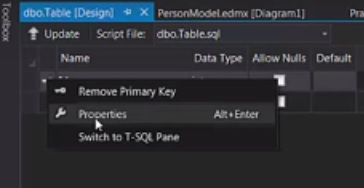 Toolbox
dbo.Table [Design] PersonModel.edmx [Diagram1] Pra
Update Script File: dbo.Table.sql
Name Data Type Allow Nulls Default
Remove Primary Key
Properties Alt+Enter
Switch to T-SQL Pane